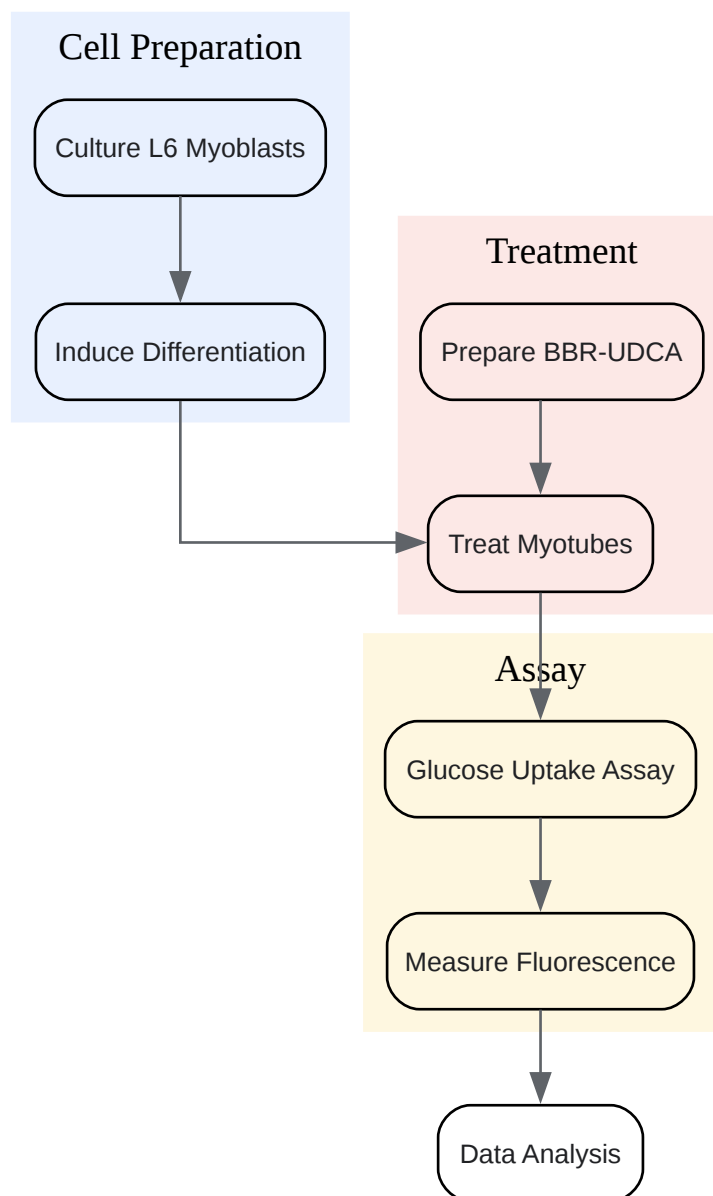 Cell Preparation
Culture L6 Myoblasts
Induce Differentiation
Treatment
Prepare BBR-UDCA
Treat Myotubes
Assay
Glucose Uptake Assay
Measure Fluorescence
Data Analysis